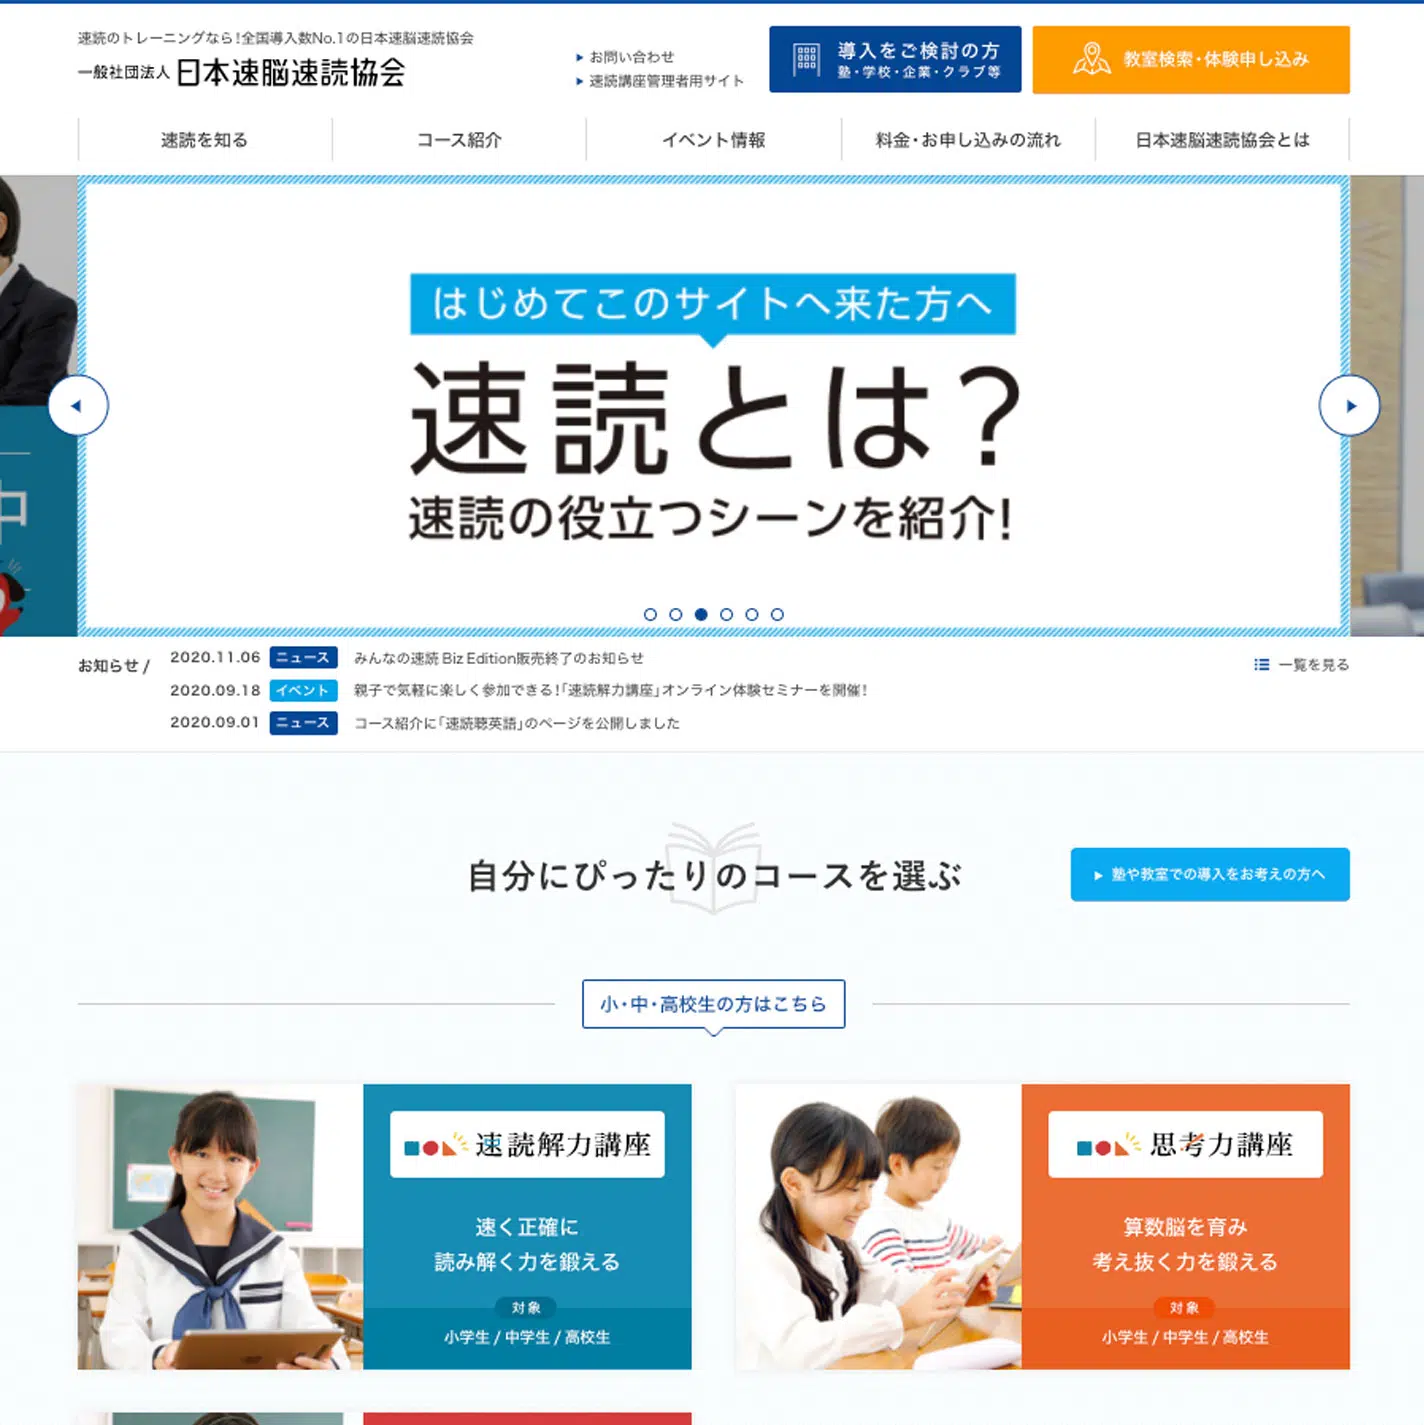 速読のトレーニングなら！全国導入数No.1の日本速脳速読協会
一般社団法人 日本速脳速読協会
お問い合わせ
速読講座管理者用サイト
導入をご検討の方
塾・学校・企業・クラブ等
教室検索・体験申し込み
速読を知る
コース紹介
イベント情報
料金・お申し込みの流れ
日本速脳速読協会とは
はじめてこのサイトへ来た方へ
速読とは？
速読の役立つシーンを紹介！
中
お知らせ /
2020.11.06 ニュース みんなの速読 Biz Edition販売終了のお知らせ
2020.09.18 イベント 親子で気軽に楽しく参加できる！「速読解力講座」オンライン体験セミナーを開催！
2020.09.01 ニュース コース紹介に「速読聴英語」のページを公開しました
一覧を見る
自分にぴったりのコースを選ぶ
塾や教室での導入をお考えの方へ
小・中・高校生の方はこちら
速読解力講座
速く正確に
読み解く力を鍛える
対象
小学生 / 中学生 / 高校生
思考力講座
算数脳を育み
考え抜く力を鍛える
対象
小学生 / 中学生 / 高校生